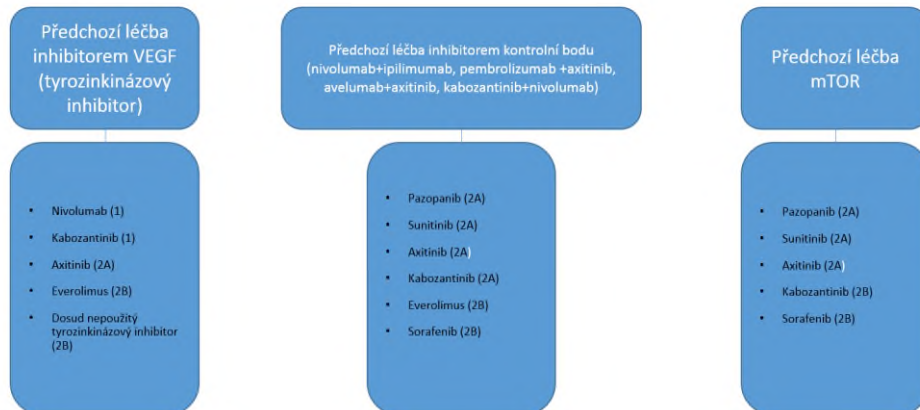 Předchozí léčba
inhibitorem VEGF
(tyrozinkinázový
inhibitor)
Nivolumab (1)
Kabozantinib (1)
Axitinib (2A)
Everolimus (2B)
Dosud nepoužitý
tyrozinkinázový inhibitor
(2B)
Předchozí léčba inhibitorem kontrolní bodu
(nivolumab+ipilimumab, pembrolizumab +axitinib,
avelumab+axitinib, kabozantinib+nivolumab)
Pazopanib (2A)
Sunitinib (2A)
Axitinib (2A)
Kabozantinib (2A)
Everolimus (2B)
Sorafenib (2B)
Předchozí léčba
mTOR
Pazopanib (2A)
Sunitinib (2A)
Axitinib (2A)
Kabozantinib (2B)
Sorafenib (2B)